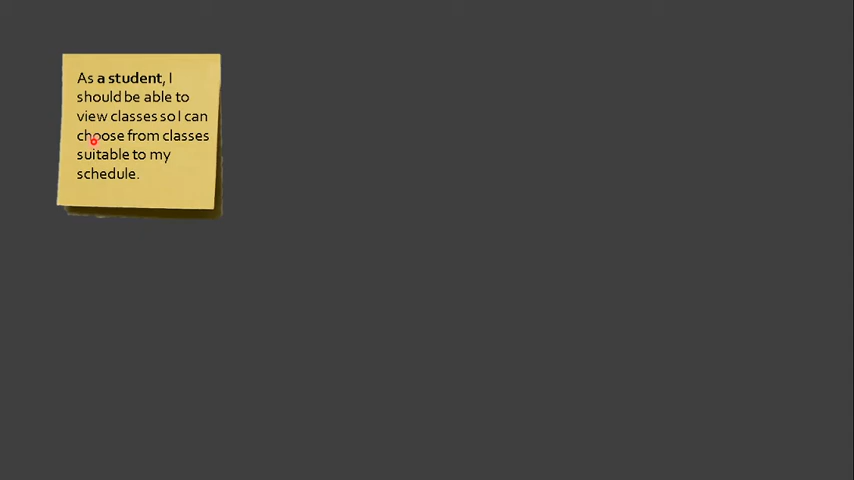 As a student, I
should be able to
view classes so I can
choose from classes
suitable to my
schedule.